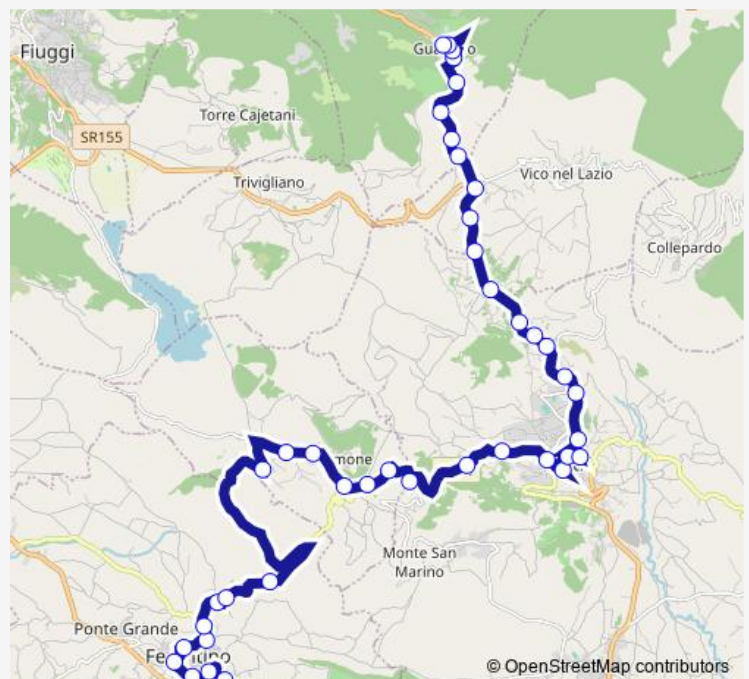 Fiuggi
SR155
Torre Cajetani
Trivigliano
Vico nel Lazio
Collepardo
Monte San
Marino
Ponte Grande
© OpenStreetMap contributors